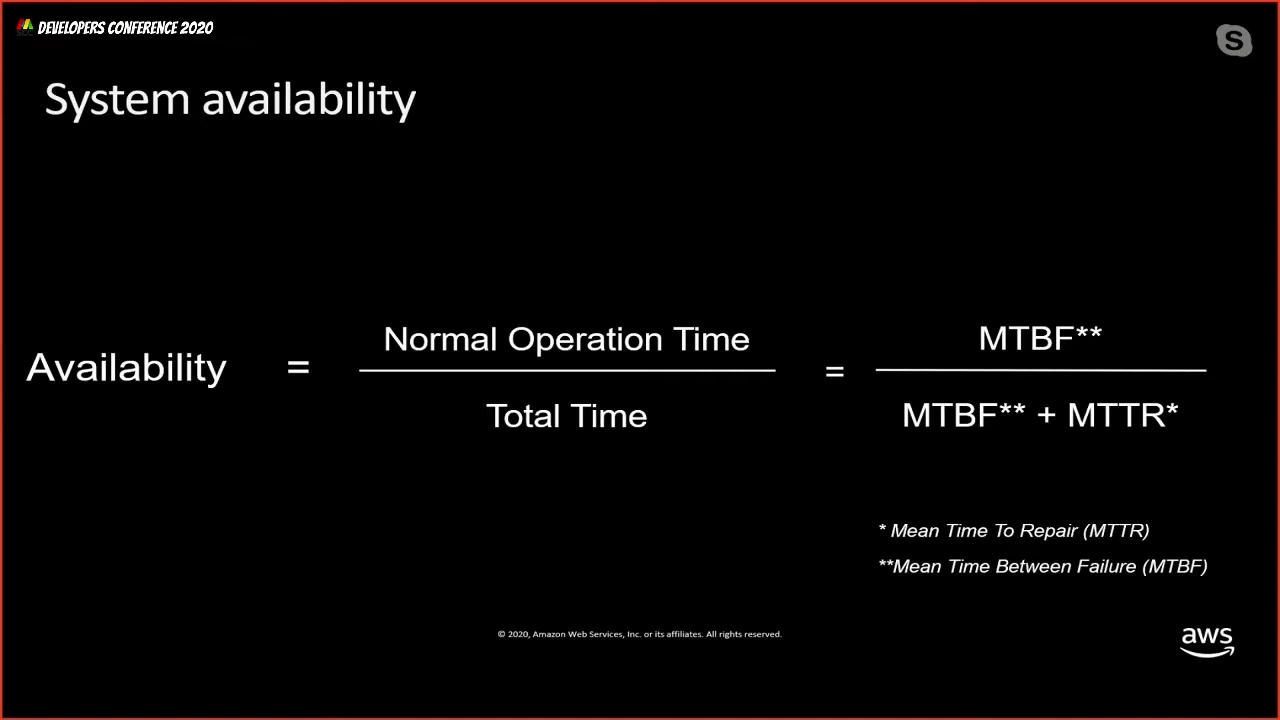 DEVELOPERS CONFERENCE 2020
S
System availability
Availability = Normal Operation Time = MTBF**
Total Time MTBF** + MTTR*
* Mean Time To Repair (MTTR)
**Mean Time Between Failure (MTBF)
© 2020, Amazon Web Services, Inc. or its affiliates. All rights reserved.
aws